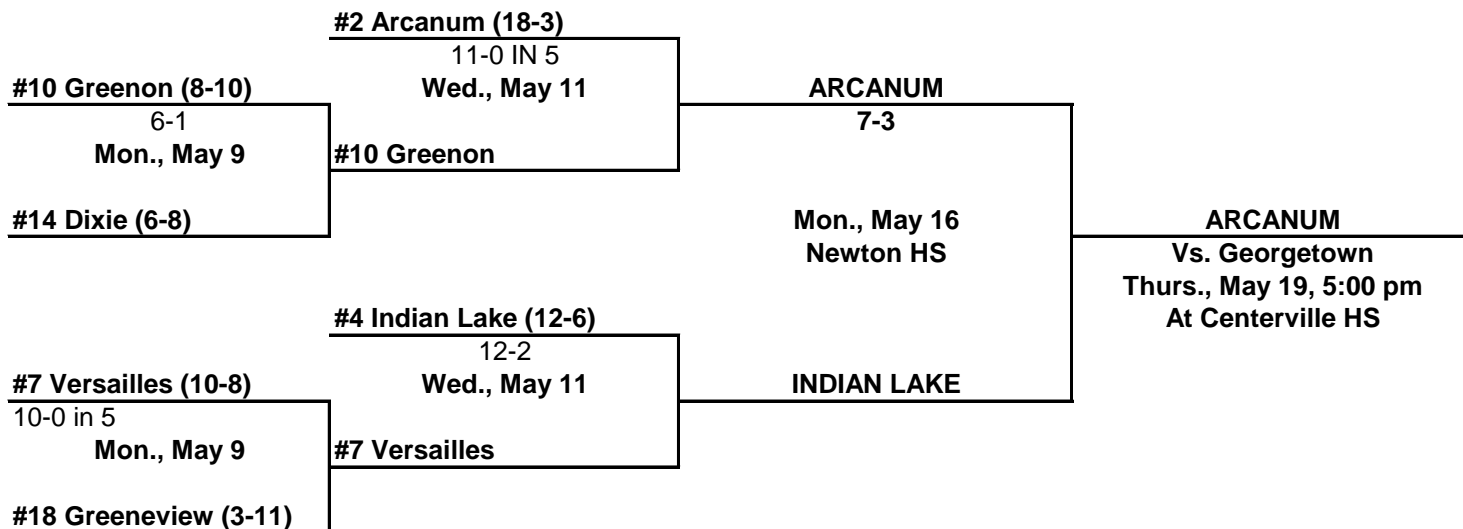 #2 Arcanum (18-3)
11-0 IN 5
#10 Greenon (8-10)
Wed., May 11
ARCANUM
6-1
7-3
Mon., May 9
#10 Greenon
#14 Dixie (6-8)
Mon., May 16
ARCANUM
Newton HS
Vs. Georgetown
Thurs., May 19, 5:00 pm
#4 Indian Lake (12-6)
At Centerville HS
12-2
#7 Versailles (10-8)
Wed., May 11
INDIAN LAKE
10-0 in 5
Mon., May 9
#7 Versailles
#18 Greeneview (3-11)